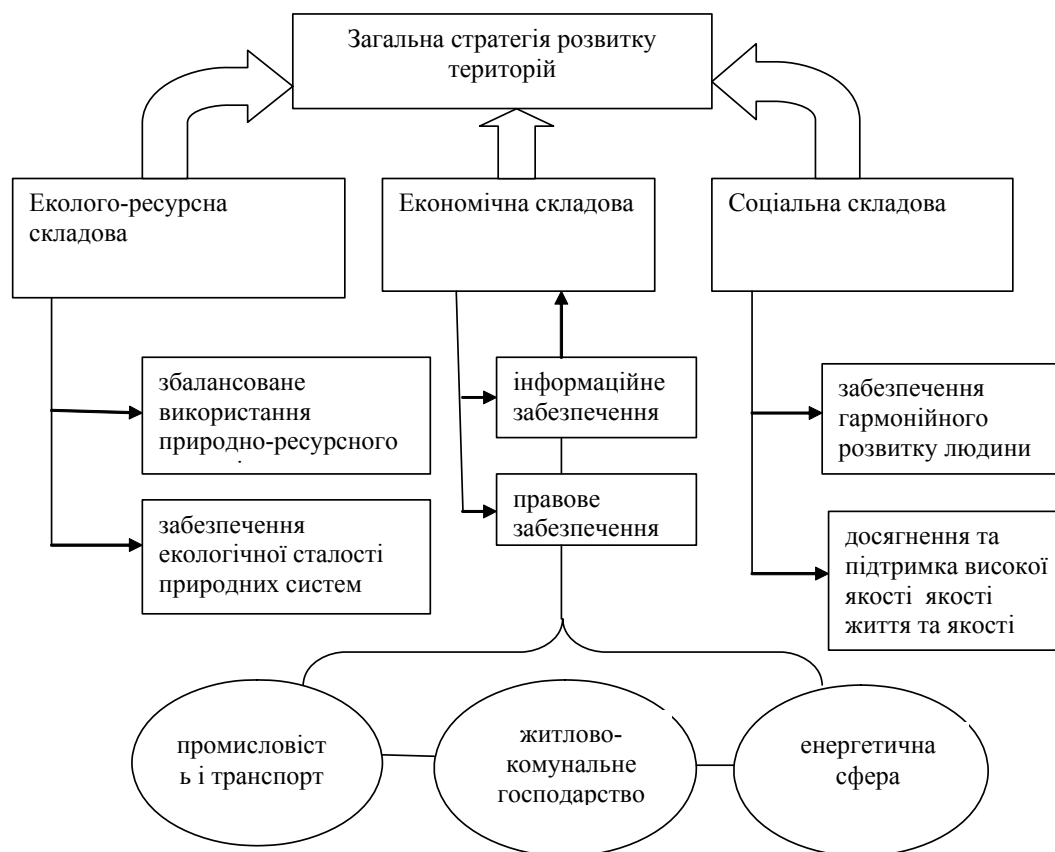 Загальна стратегія розвитку
територій
Еколого-ресурсна
складова
Економічна складова
Соціальна складова
збалансоване
використання
природно-ресурсного
забезпечення
екологічної сталості
природних систем
інформаційне
забезпечення
правове
забезпечення
забезпечення
гармонійного
розвитку людини
досягнення та
підтримка високої
якості якості
життя та якості
промисловіст
ь і транспорт
житлово-
комунальне
господарство
енергетична
сфера